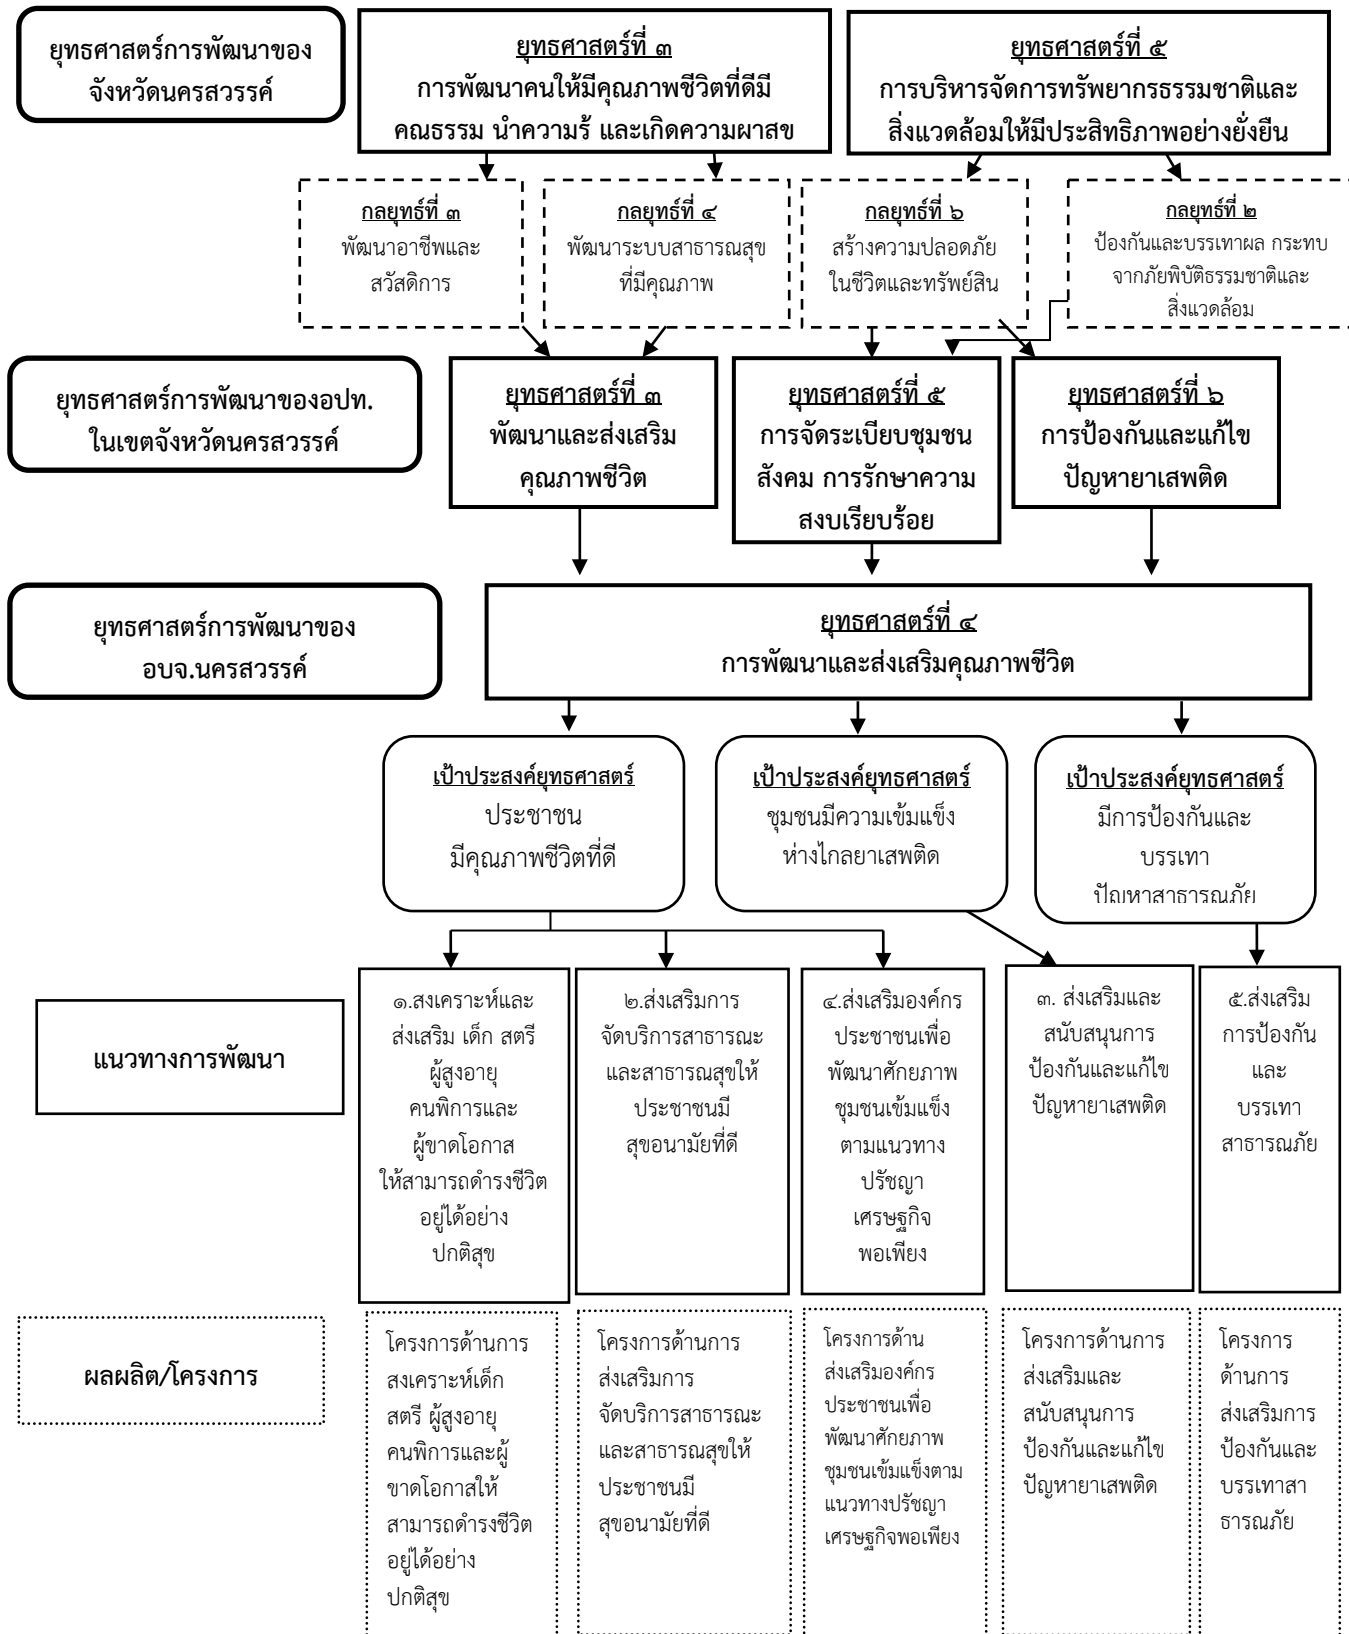 ยุทธศาสตร์การพัฒนาของ
จังหวัดนครสวรรค์
ยุทธศาสตร์ที่ ๓
การพัฒนาคนให้มีคุณภาพชีวิตที่ดีมี
คุณธรรม นำความรู้ และเกิดความผาสุข
ยุทธศาสตร์ที่ ๕
การบริหารจัดการทรัพยากรธรรมชาติและ
สิ่งแวดล้อมให้มีประสิทธิภาพอย่างยั่งยืน
กลยุทธ์ที่ ๓
พัฒนาอาชีพและ
สวัสดิการ
กลยุทธ์ที่ ๔
พัฒนาระบบสาธารณสุข
ที่มีคุณภาพ
กลยุทธ์ที่ ๖
สร้างความปลอดภัย
ในชีวิตและทรัพย์สิน
กลยุทธ์ที่ ๒
ป้องกันและบรรเทาผล กระทบ
จากภัยพิบัติธรรมชาติและ
สิ่งแวดล้อม
ยุทธศาสตร์การพัฒนาของอปท.
ในเขตจังหวัดนครสวรรค์
ยุทธศาสตร์ที่ ๓
พัฒนาและส่งเสริม
คุณภาพชีวิต
ยุทธศาสตร์ที่ ๕
การจัดระเบียบชุมชน
สังคม การรักษาความ
สงบเรียบร้อย
ยุทธศาสตร์ที่ ๖
การป้องกันและแก้ไข
ปัญหายาเสพติด
ยุทธศาสตร์การพัฒนาของ
อบจ.นครสวรรค์
ยุทธศาสตร์ที่ ๔
การพัฒนาและส่งเสริมคุณภาพชีวิต
เป้าประสงค์ยุทธศาสตร์
ประชาชน
มีคุณภาพชีวิตที่ดี
เป้าประสงค์ยุทธศาสตร์
ชุมชนมีความเข้มแข็ง
ห่างไกลยาเสพติด
เป้าประสงค์ยุทธศาสตร์
มีการป้องกันและ
บรรเทา
ปัญหาสาธารณภัย
แนวทางการพัฒนา
๑.สงเคราะห์และ
ส่งเสริม เด็ก สตรี
ผู้สูงอายุ
คนพิการและ
ผู้ขาดโอกาส
ให้สามารถดำรงชีวิต
อยู่ได้อย่าง
ปกติสุข
๒.ส่งเสริมการ
จัดบริการสาธารณะ
และสาธารณสุขให้
ประชาชนมี
สุขอนามัยที่ดี
๔.ส่งเสริมองค์กร
ประชาชนเพื่อ
พัฒนาศักยภาพ
ชุมชนเข้มแข็ง
ตามแนวทาง
ปรัชญา
เศรษฐกิจ
พอเพียง
๓. ส่งเสริมและ
สนับสนุนการ
ป้องกันและแก้ไข
ปัญหายาเสพติด
๕.ส่งเสริม
การป้องกัน
และ
บรรเทา
สาธารณภัย
ผลผลิต/โครงการ
โครงการด้านการ
สงเคราะห์เด็ก
สตรี ผู้สูงอายุ
คนพิการและผู้
ขาดโอกาสให้
สามารถดำรงชีวิต
อยู่ได้อย่าง
ปกติสุข
โครงการด้านการ
ส่งเสริมการ
จัดบริการสาธารณะ
และสาธารณสุขให้
ประชาชนมี
สุขอนามัยที่ดี
โครงการด้าน
ส่งเสริมองค์กร
ประชาชนเพื่อ
พัฒนาศักยภาพ
ชุมชนเข้มแข็งตาม
แนวทางปรัชญา
เศรษฐกิจพอเพียง
โครงการด้านการ
ส่งเสริมและ
สนับสนุนการ
ป้องกันและแก้ไข
ปัญหายาเสพติด
โครงการ
ด้านการ
ส่งเสริมการ
ป้องกันและ
บรรเทาสา
ธารณภัย